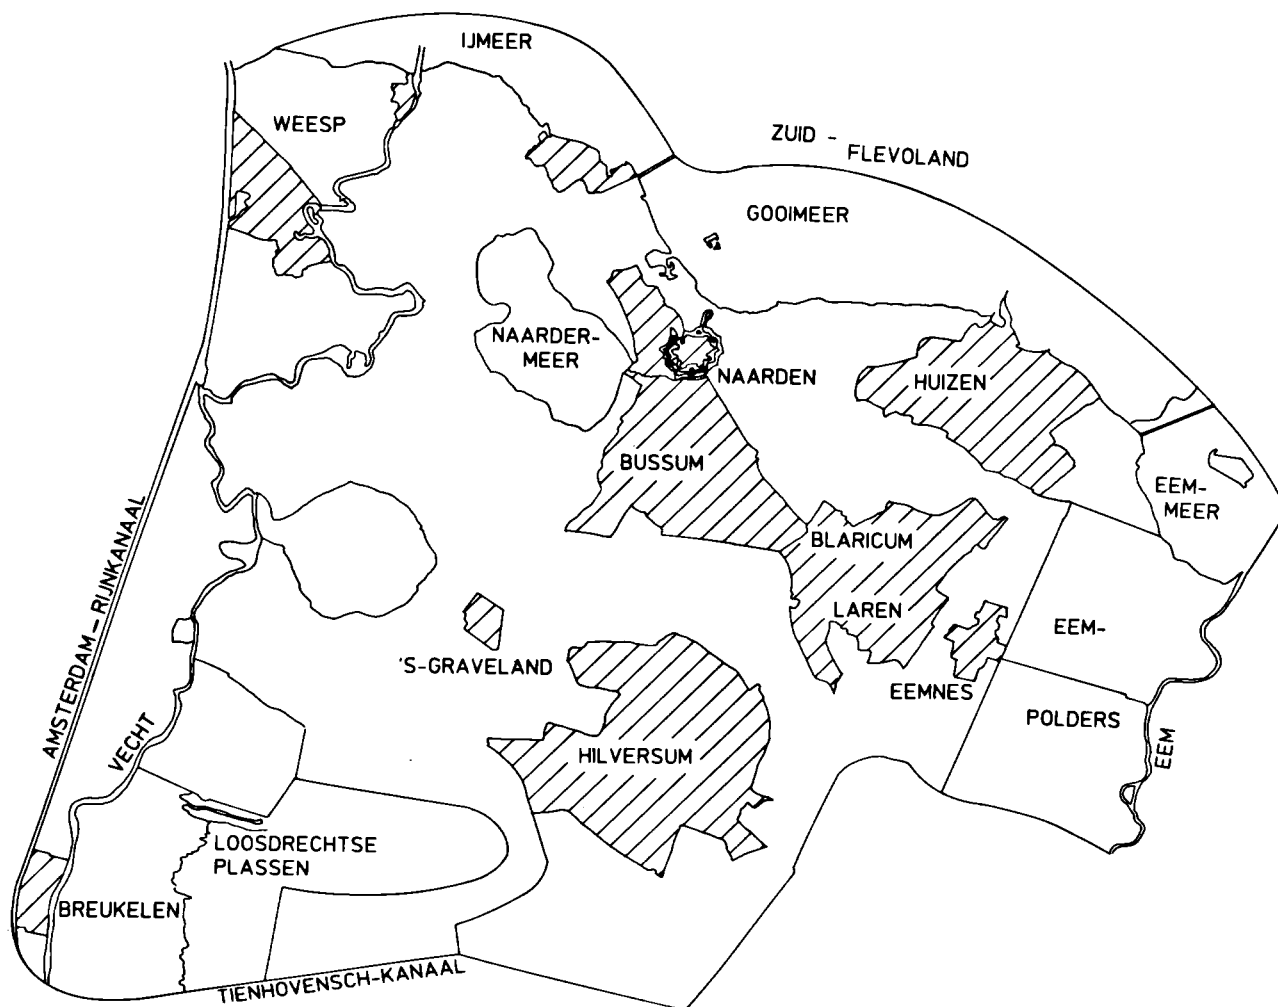 IJMEER
WEESP
ZUID -
FLEVOLAND
GOOIMEER
NAARDER-
MEER
NAARDEN
HUIZEN
BUSSUM
EEM-
MEER
BLARICUM
LAREN
EEM-
'S-GRAVELAND
EEMNES
POLDERS
AMSTERDAM - RIJNKANAAL
VECHT
HILVERSUM
EEM
LOOSDRECHTSE
PLASSEN
BREUKELEN
TIENHOVENSCH-KANAAL